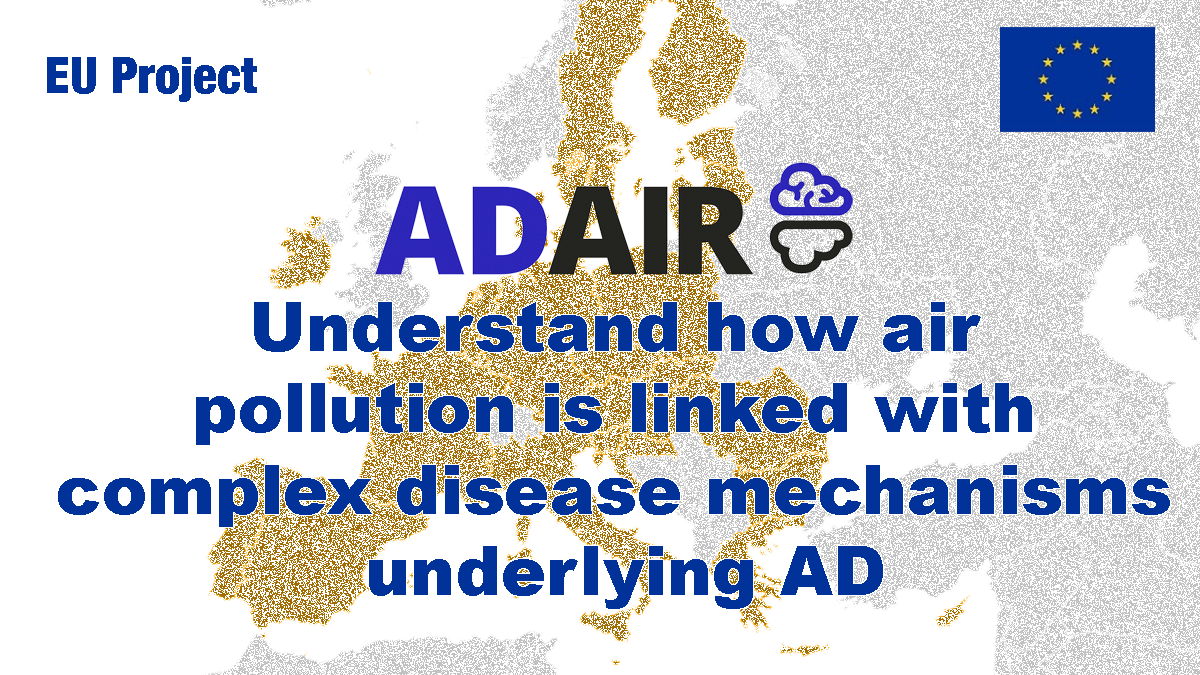 EU Project
ADAIR
Understand how air
pollution is linked with
complex disease mechanisms
underlying AD